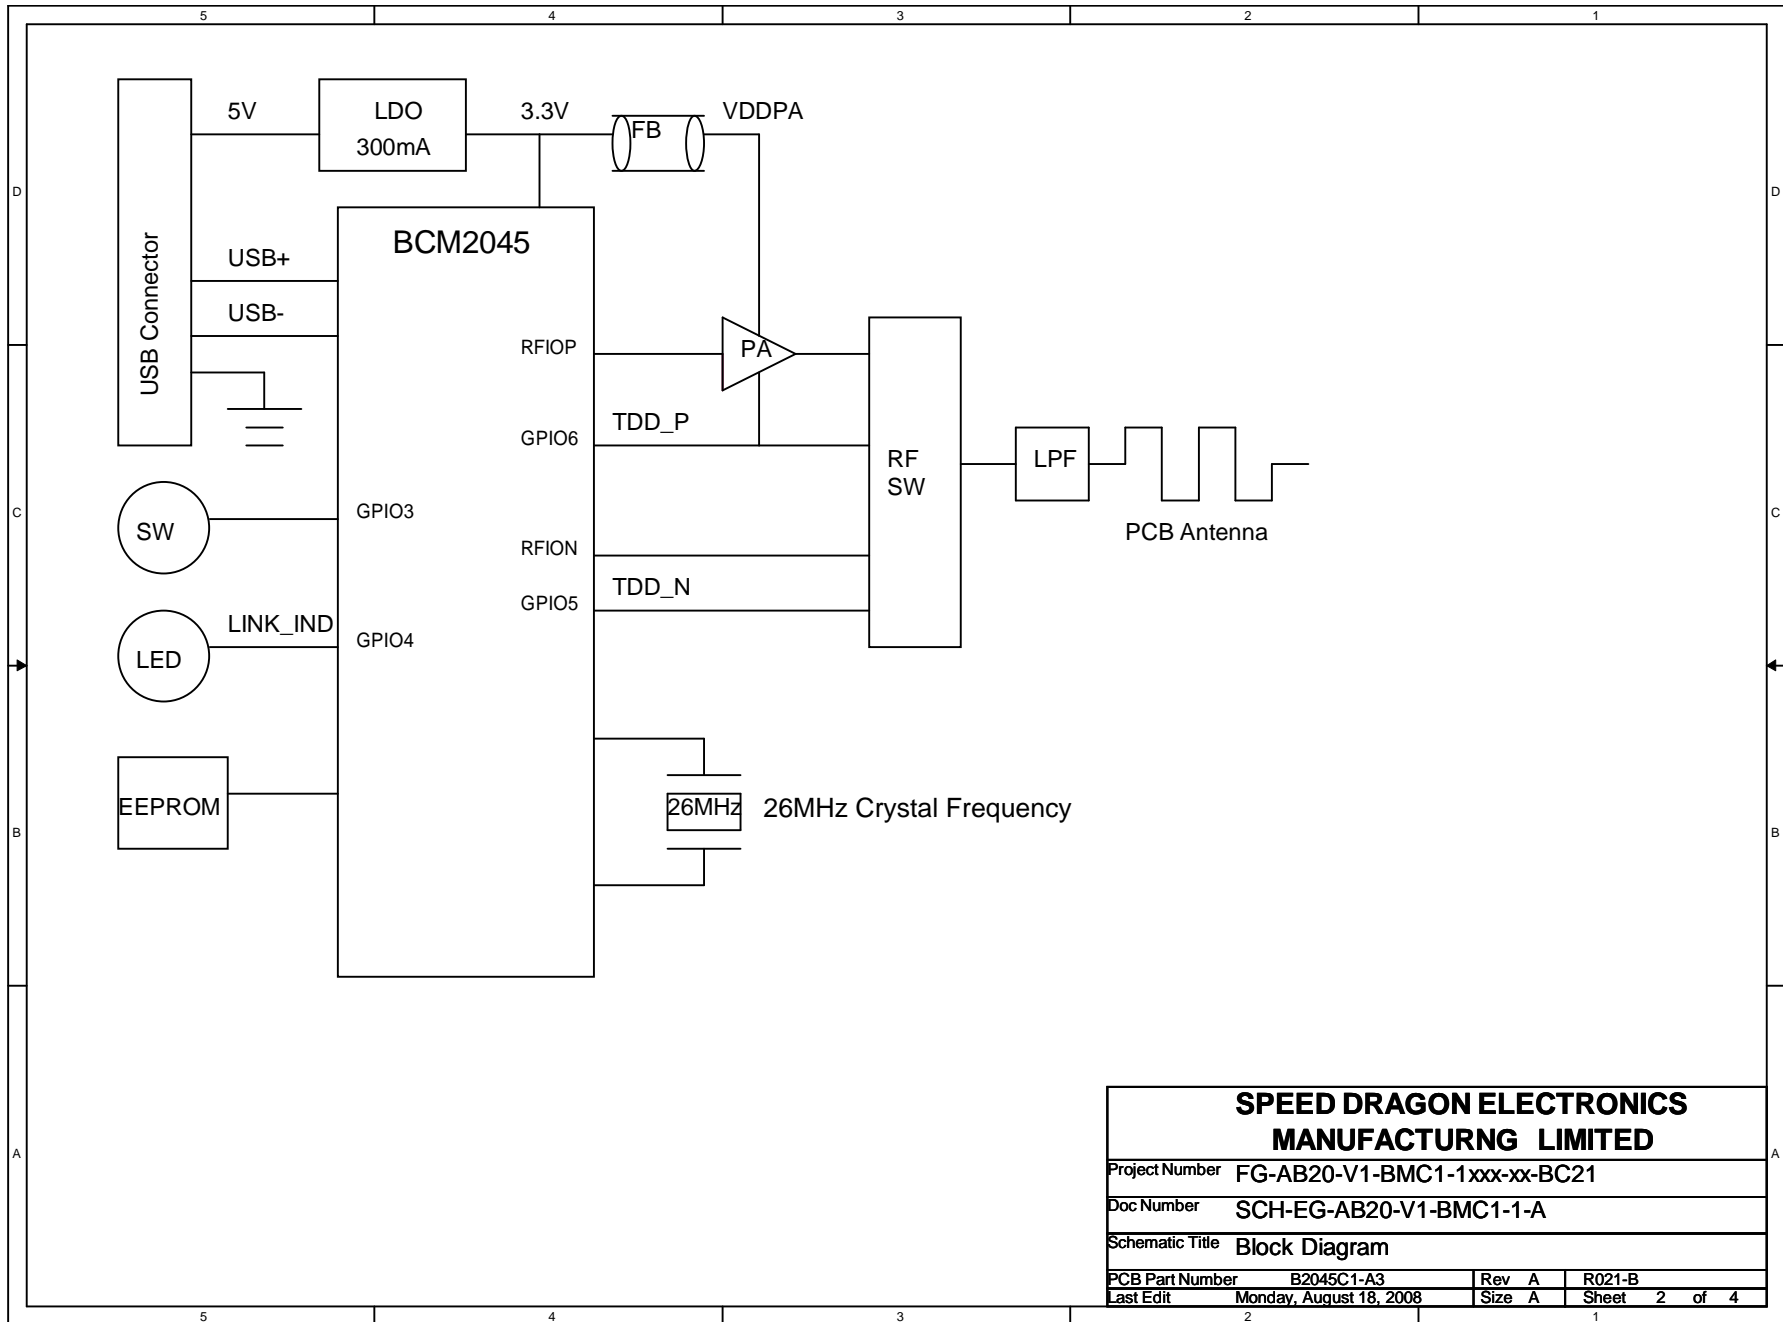 5 4 3 2 1
5V
LDO
300mA
3.3V
FB
VDDPA
D
D
USB Connector
BCM2045
USB+
USB-
RFIOP
PA
GPIO6
TDD_P
RF
SW
LPF
PCB Antenna
C
C
SW
GPIO3
RFION
TDD_N
GPIO5
LED
LINK_IND
GPIO4
EEPROM
26MHz
26MHz Crystal Frequency
B
B
A
A
SPEED DRAGON ELECTRONICS
MANUFACTURNG LIMITED
Project Number FG-AB20-V1-BMC1-1xxx-xx-BC21
Doc Number SCH-EG-AB20-V1-BMC1-1-A
Schematic Title Block Diagram
PCB Part Number B2045C1-A3 Rev A R021-B
Last Edit Monday, August 18, 2008 Size A Sheet 2 of 4
5 4 3 2 1